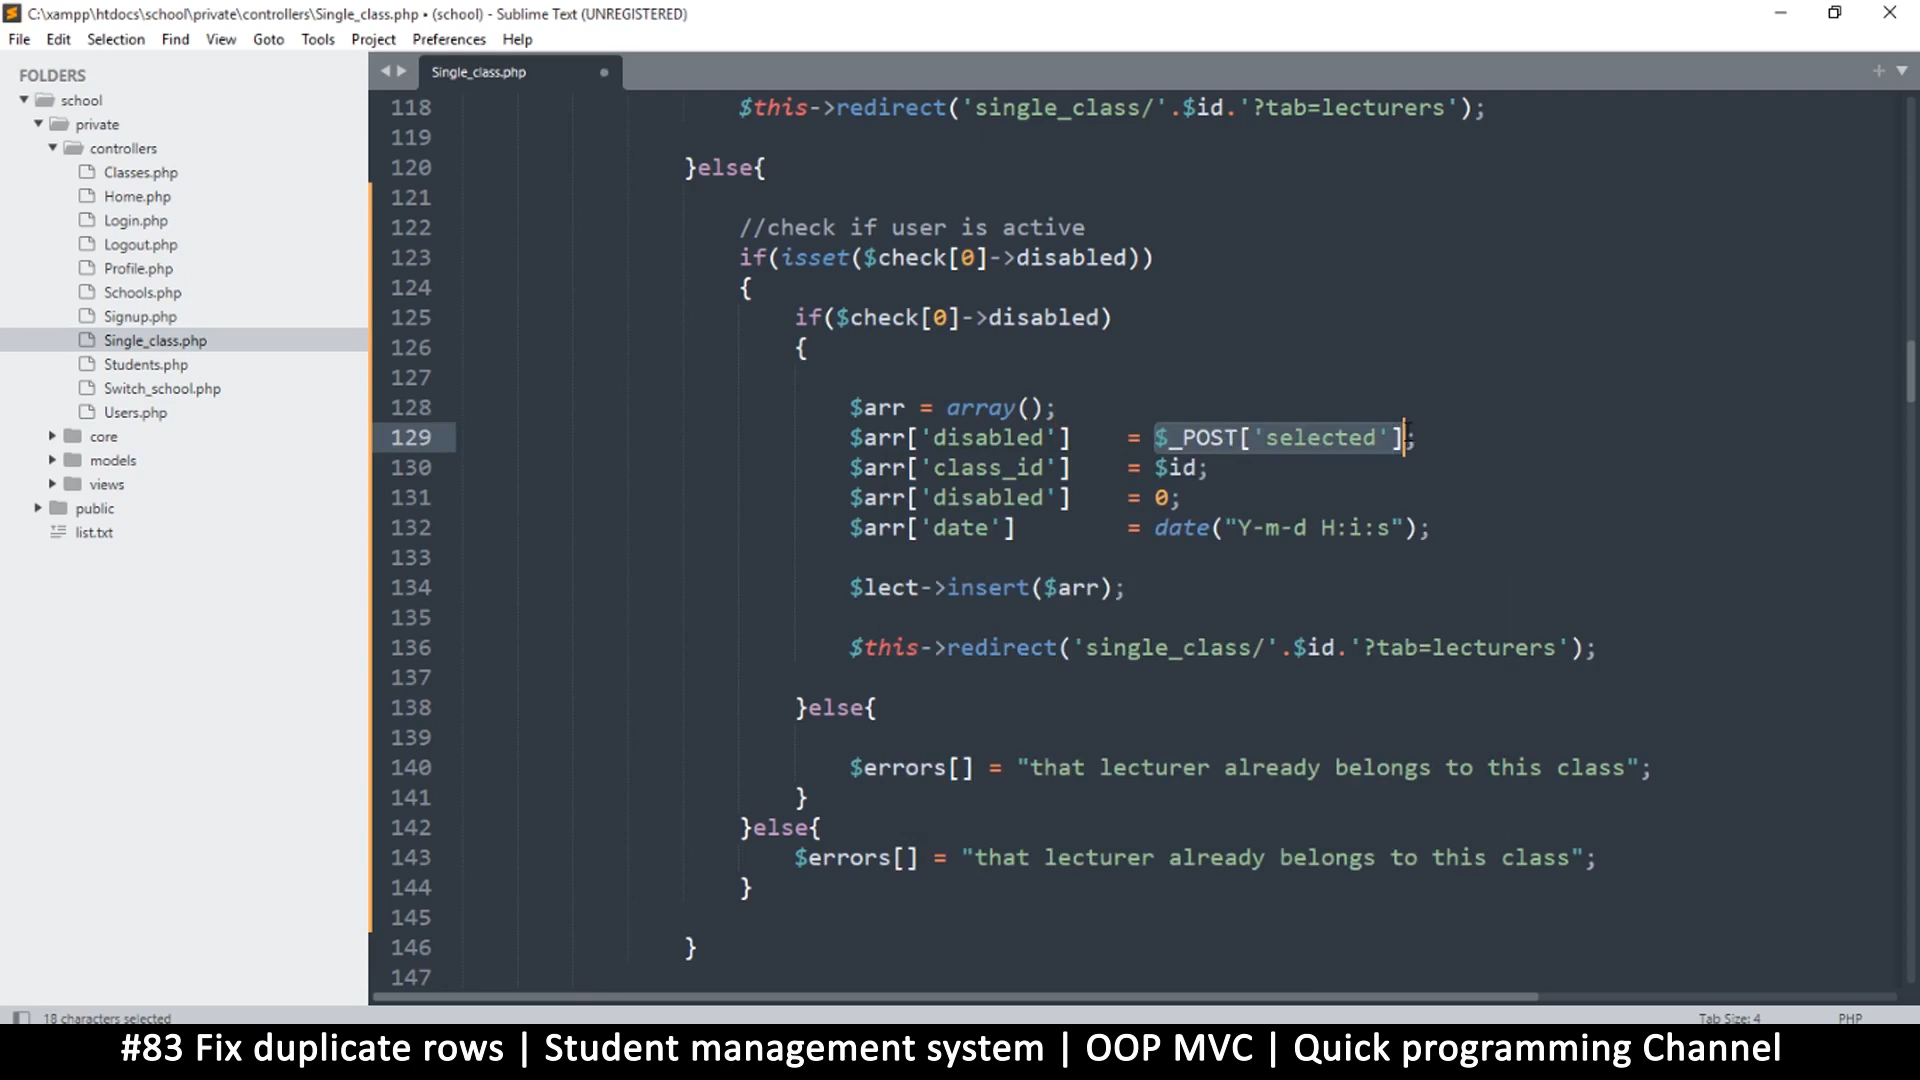 C:\xampp\htdocs\school\private\controllers\Single_class.php • (school) - Sublime Text (UNREGISTERED)
File Edit Selection Find View Goto Tools Project Preferences Help
FOLDERS
school
private
controllers
Classes.php
Home.php
Login.php
Logout.php
Profile.php
Schools.php
Signup.php
Single_class.php
Students.php
Switch_school.php
Users.php
core
models
views
public
list.txt
Single_class.php
118 $this->redirect('single_class/'.$id.'?tab=lecturers');
119
120 }else{
121
122 //check if user is active
123 if(isset($check[0]->disabled))
124 {
125 if($check[0]->disabled)
126 {
127
128 $arr = array();
129 $arr['disabled'] = $_POST['selected'];
130 $arr['class_id'] = $id;
131 $arr['disabled'] = 0;
132 $arr['date'] = date("Y-m-d H:i:s");
133
134 $lect->insert($arr);
135
136 $this->redirect('single_class/'.$id.'?tab=lecturers');
137
138 }else{
139
140 $errors[] = "that lecturer already belongs to this class";
141 }
142 }else{
143 $errors[] = "that lecturer already belongs to this class";
144 }
145
146 }
147
18 characters selected
Tab Size: 4
PHP
#83 Fix duplicate rows | Student management system | OOP MVC | Quick programming Channel